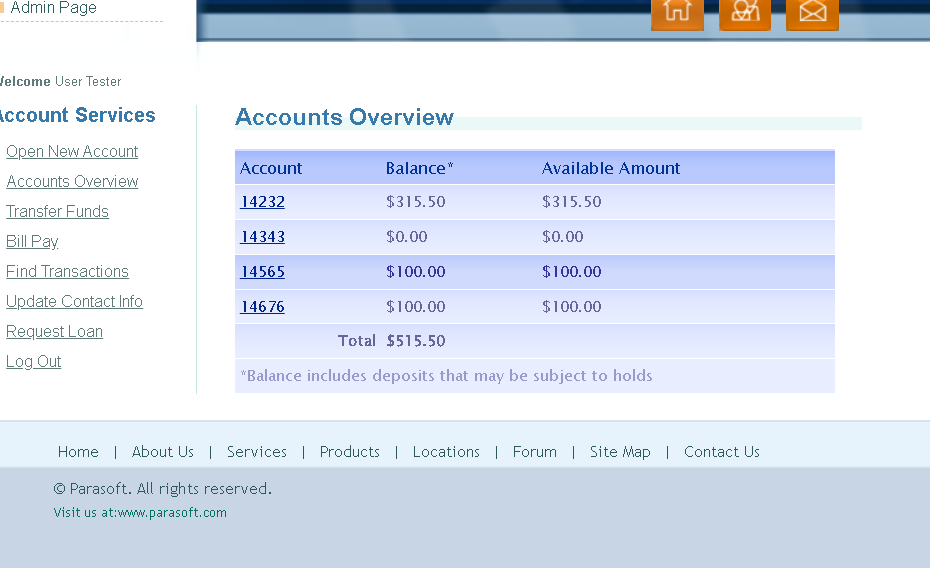 Admin Page
Welcome User Tester
Account Services
Open New Account
Accounts Overview
Transfer Funds
Bill Pay
Find Transactions
Update Contact Info
Request Loan
Log Out
Accounts Overview
Account Balance* Available Amount
14232 $315.50 $315.50
14343 $0.00 $0.00
14565 $100.00 $100.00
14676 $100.00 $100.00
Total $515.50
*Balance includes deposits that may be subject to holds
Home | About Us | Services | Products | Locations | Forum | Site Map | Contact Us
© Parasoft. All rights reserved.
Visit us at:www.parasoft.com